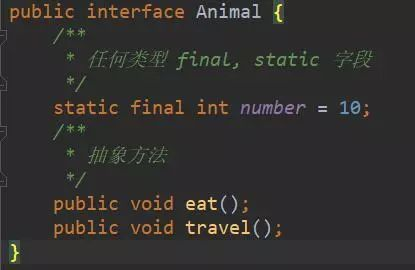 public interface Animal {
/**
* 任何类型 final, static 字段
*/
static final int number = 10;
/**
* 抽象方法
*/
public void eat();
public void travel();
}